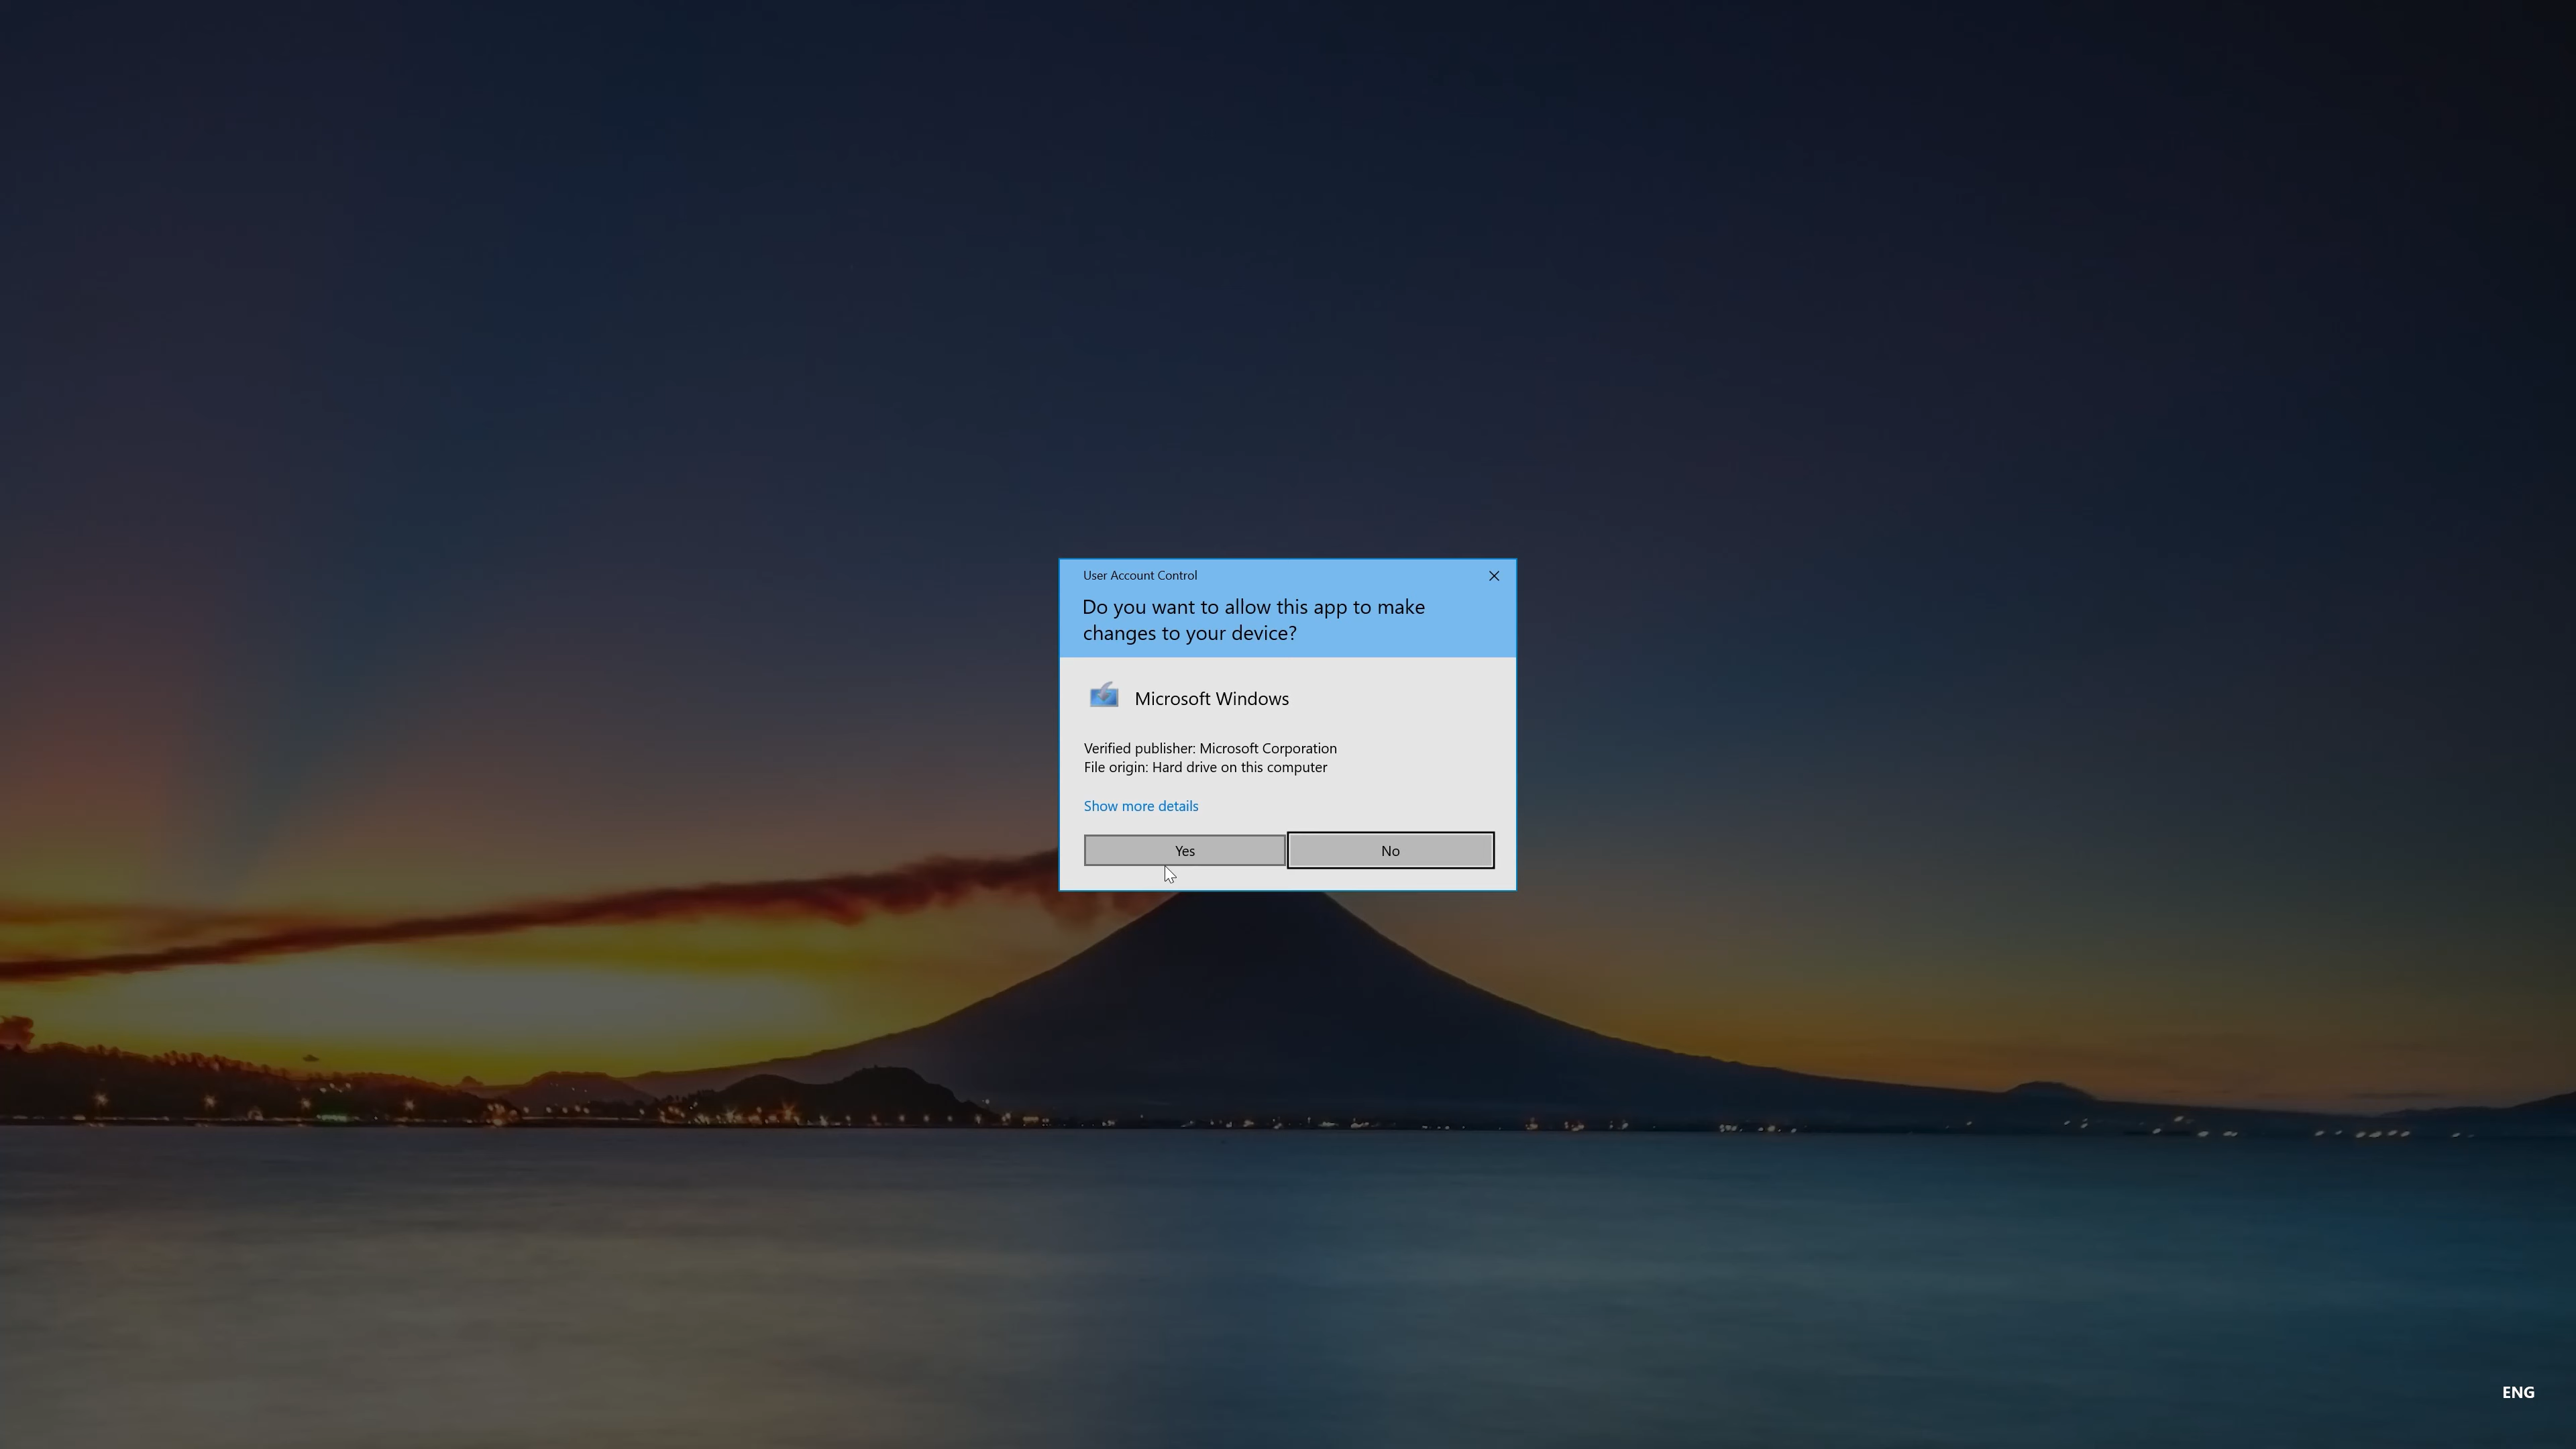 User Account Control
Do you want to allow this app to make
changes to your device?
Microsoft Windows
Verified publisher: Microsoft Corporation
File origin: Hard drive on this computer
Show more details
Yes
No
ENG